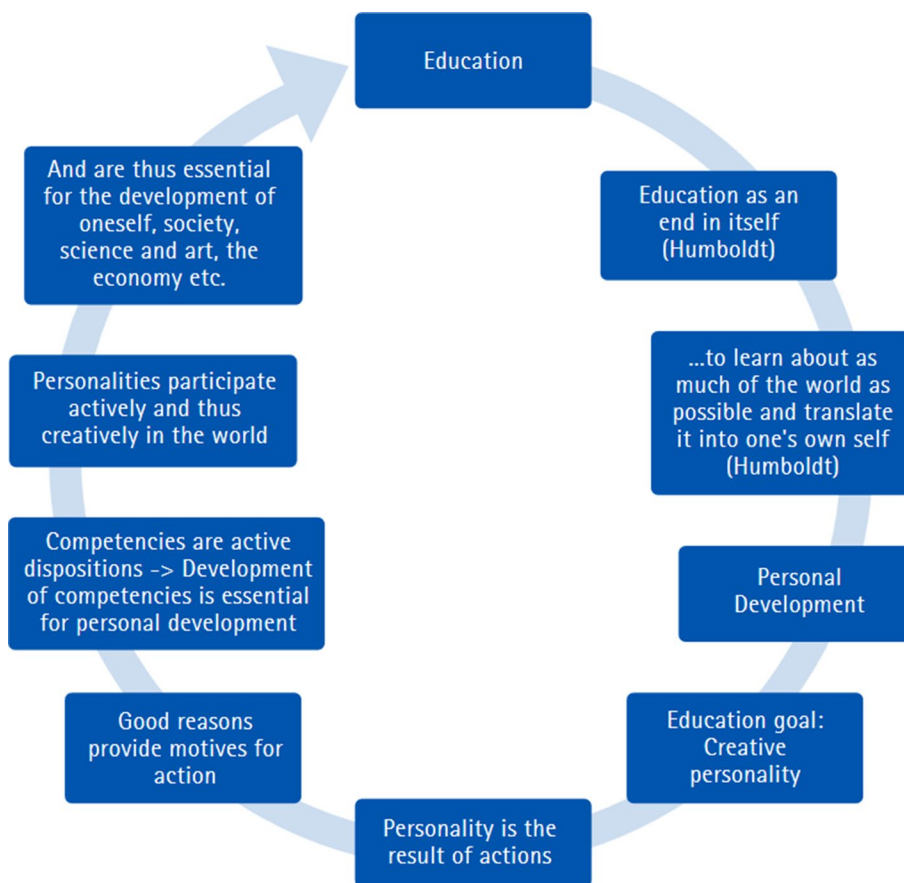 Education
Education as an
end in itself
(Humboldt)
...to learn about as
much of the world as
possible and translate
it into one's own self
(Humboldt)
Personal
Development
Education goal:
Creative
personality
Personality is the
result of actions
Good reasons
provide motives for
action
Competencies are active
dispositions -> Development
of competencies is essential
for personal development
Personalities participate
actively and thus
creatively in the world
And are thus essential
for the development of
oneself, society,
science and art, the
economy etc.